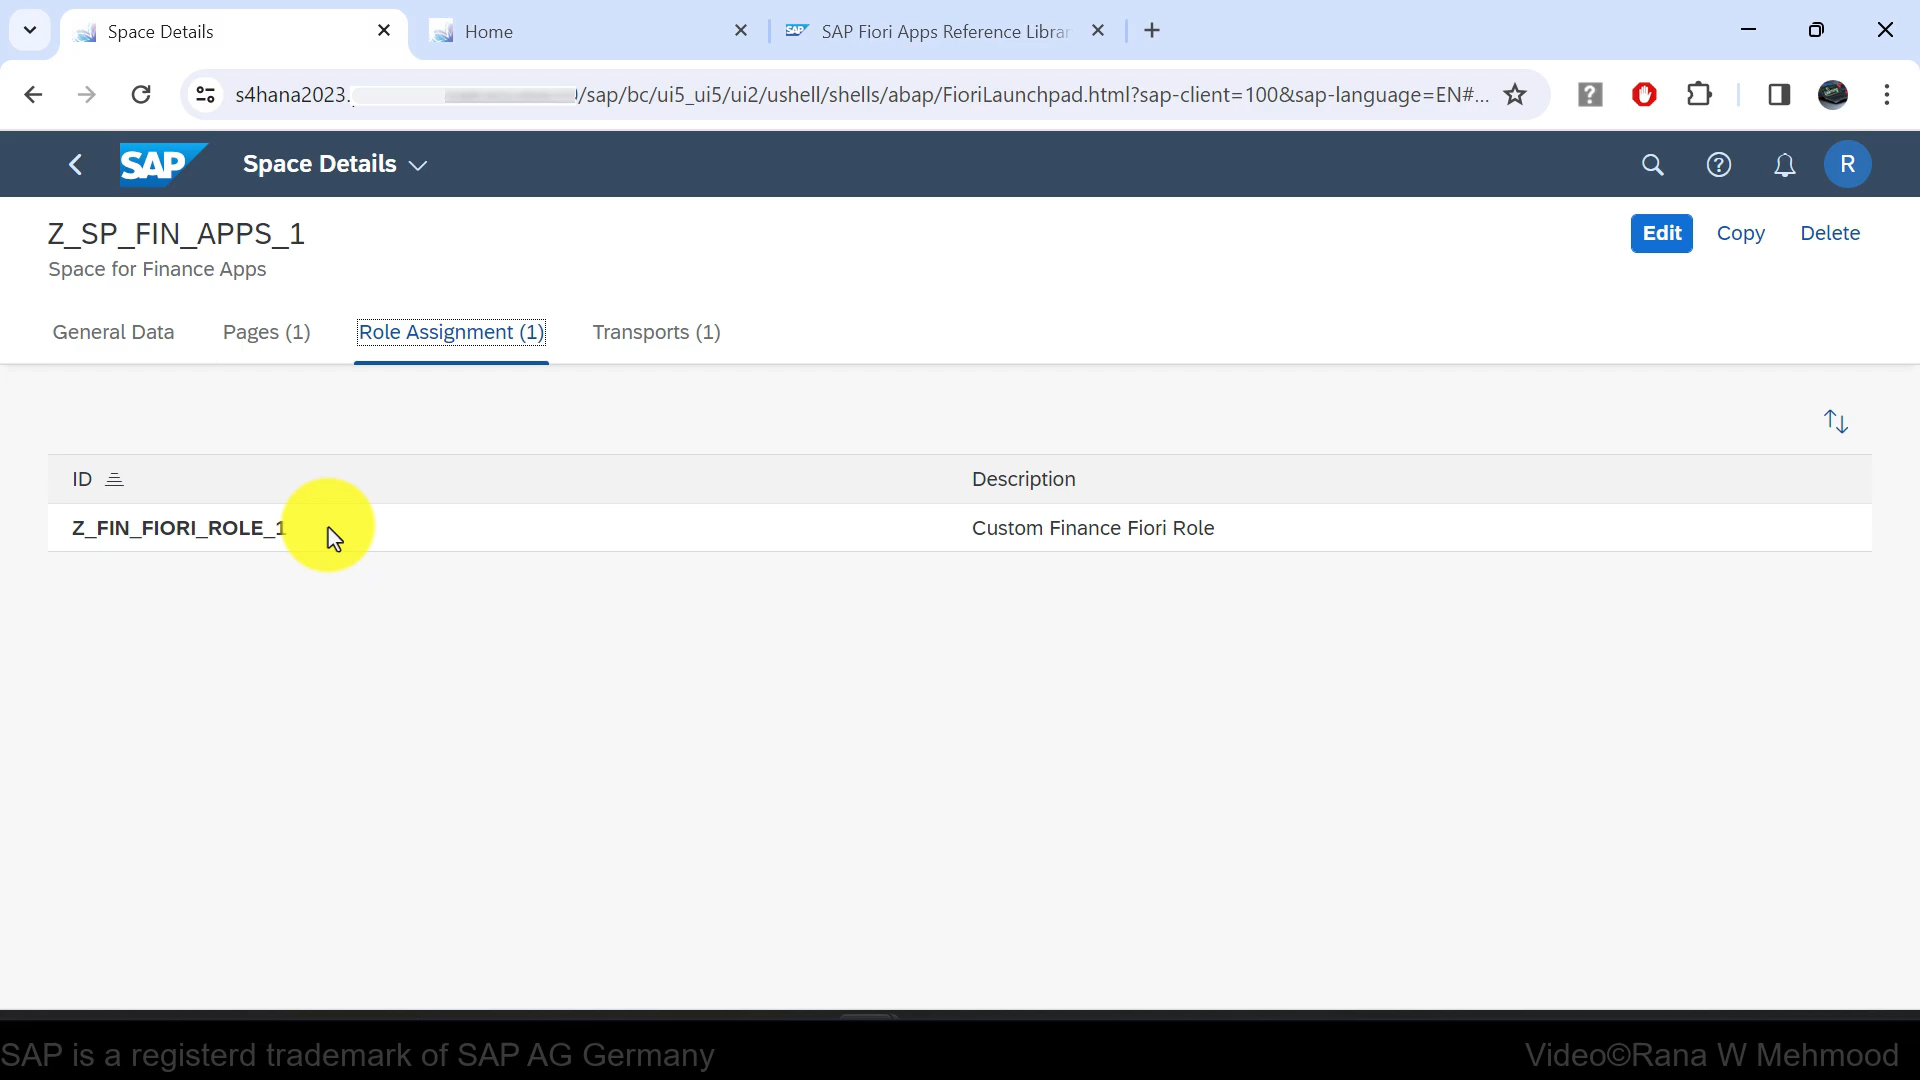 Space Details
Home
SAP SAP Fiori Apps Reference Librar
s4hana2023. /sap/bc/ui5_ui5/ui2/ushell/shells/abap/FioriLaunchpad.html?sap-client=100&sap-language=EN#...
SAP Space Details
R
Z_SP_FIN_APPS_1
Edit Copy Delete
Space for Finance Apps
General Data Pages (1) Role Assignment (1) Transports (1)
ID Description
Z_FIN_FIORI_ROLE_1 Custom Finance Fiori Role
SAP is a registerd trademark of SAP AG Germany
Video©Rana W Mehmood